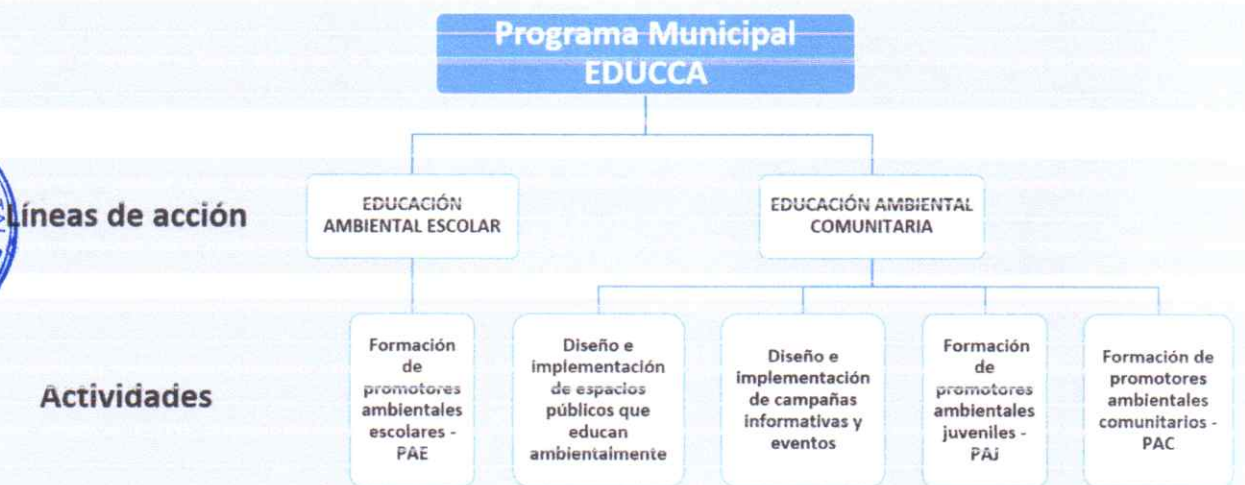 Programa Municipal
EDUCCA
Líneas de acción
EDUCACIÓN
AMBIENTAL ESCOLAR
EDUCACIÓN AMBIENTAL
COMUNITARIA
Actividades
Formación
de
promotores
ambientales
escolares -
PAE
Diseño e
implementación
de espacios
públicos que
educan
ambientalmente
Diseño e
implementación
de campañas
informativas y
eventos
Formación
de
promotores
ambientales
juveniles -
PAJ
Formación de
promotores
ambientales
comunitarios -
PAC